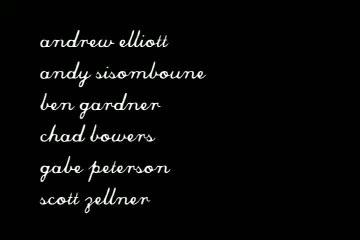 andrew elliott
andy sisomboune
ben gardner
chad bowers
gabe peterson
scott zellner